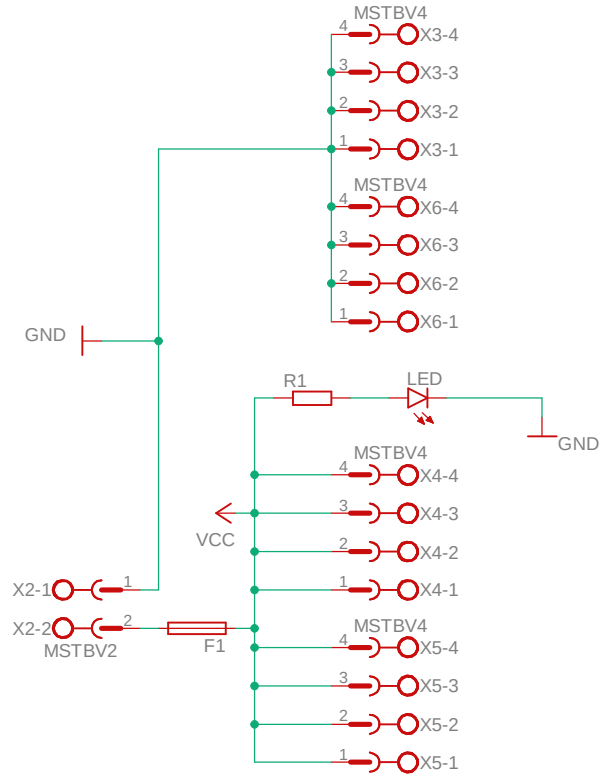 MSTBV4
4 X3-4
3 X3-3
2 X3-2
1 X3-1
MSTBV4
4 X6-4
3 X6-3
2 X6-2
1 X6-1
GND
R1 LED
GND
MSTBV4
4 X4-4
3 X4-3
VCC
2 X4-2
1 X4-1
X2-1 1
X2-2 2
MSTBV2
F1
MSTBV4
4 X5-4
3 X5-3
2 X5-2
1 X5-1